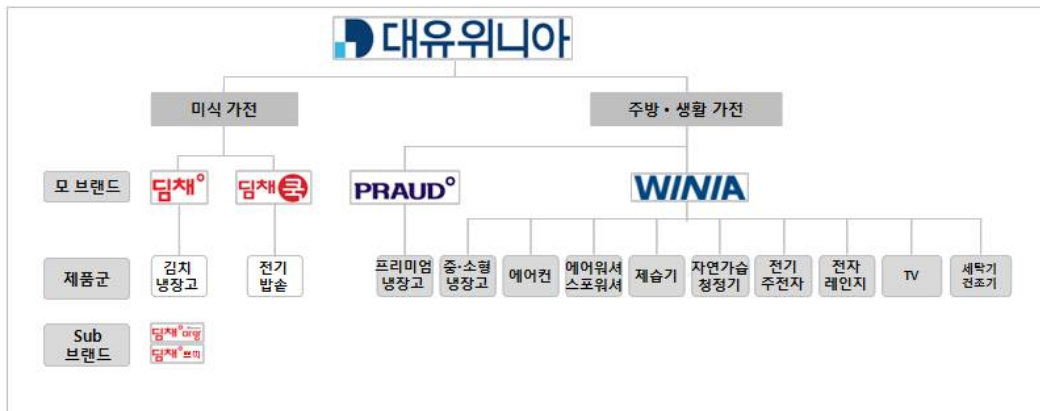 대유위니아
미식 가전
주방・생활 가전
모 브랜드
딤채
딤채 쿡
PRAUD
WINIA
제품군
김치
냉장고
전기
밥솥
프리미엄
냉장고
중·소형
냉장고
에어컨
에어워셔
스포워셔
제습기
자연가습
청정기
전기
주전자
전자
레인지
TV
세탁기
건조기
Sub
브랜드
딤채 마망
딤채 쁘띠